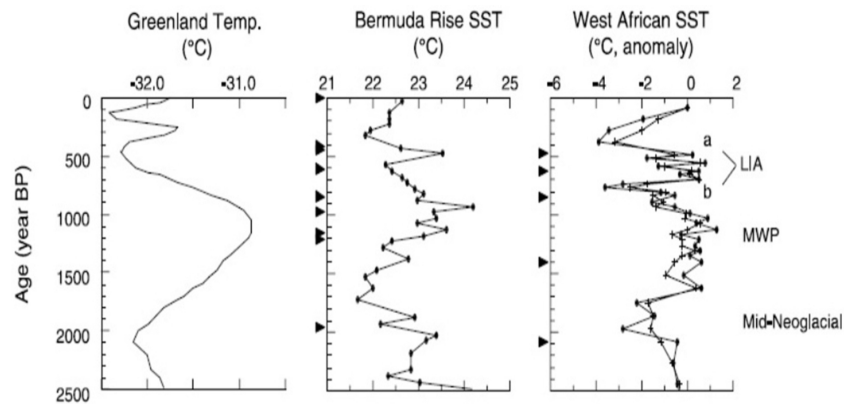 Greenland Temp. Bermuda Rise SST West African SST
(°C) (°C) (°C, anomaly)
-32.0 -31.0 21 22 23 24 25 -6 -4 -2 0 2
0
500
1000
1500
2000
2500
Age (year BP)
a
LIA
b
MWP
Mid-Neoglacial